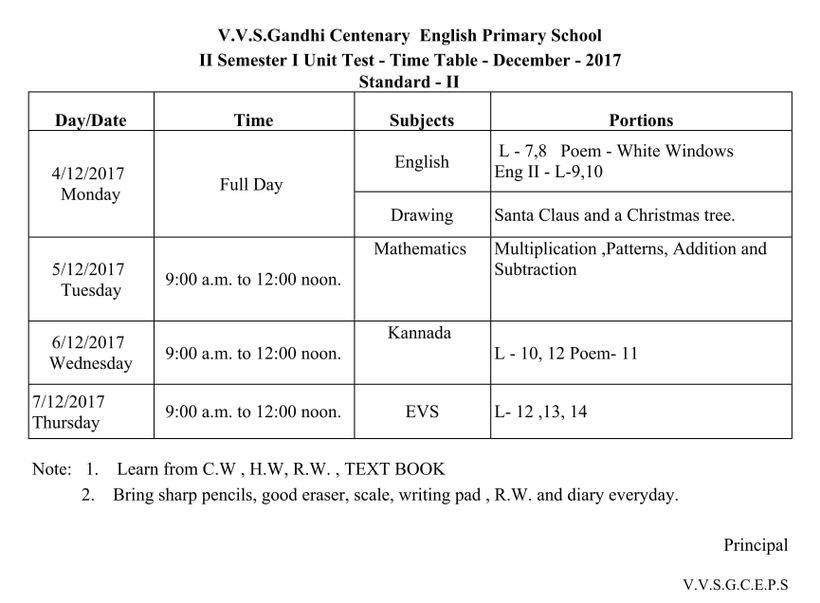 V.V.S.Gandhi Centenary English Primary School
II Semester I Unit Test - Time Table - December - 2017
Standard - II
Day/Date Time Subjects Portions
4/12/2017
Monday
Full Day
English
L - 7,8 Poem - White Windows
Eng II - L-9,10
Drawing
Santa Claus and a Christmas tree.
5/12/2017
Tuesday
9:00 a.m. to 12:00 noon.
Mathematics
Multiplication ,Patterns, Addition and
Subtraction
6/12/2017
Wednesday
9:00 a.m. to 12:00 noon.
Kannada
L - 10, 12 Poem- 11
7/12/2017
Thursday
9:00 a.m. to 12:00 noon.
EVS
L- 12 ,13, 14
Note: 1. Learn from C.W , H.W, R.W. , TEXT BOOK
2. Bring sharp pencils, good eraser, scale, writing pad , R.W. and diary everyday.
Principal
V.V.S.G.C.E.P.S